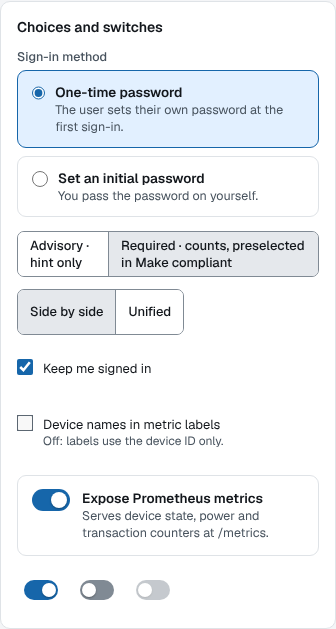 Choices and switches
Sign-in method
One-time password
The user sets their own password at the
first sign-in.
Set an initial password
You pass the password on yourself.
Advisory ·
hint only
Required · counts, preselected
in Make compliant
Side by side
Unified
Keep me signed in
Device names in metric labels
Off: labels use the device ID only.
Expose Prometheus metrics
Serves device state, power and
transaction counters at /metrics.